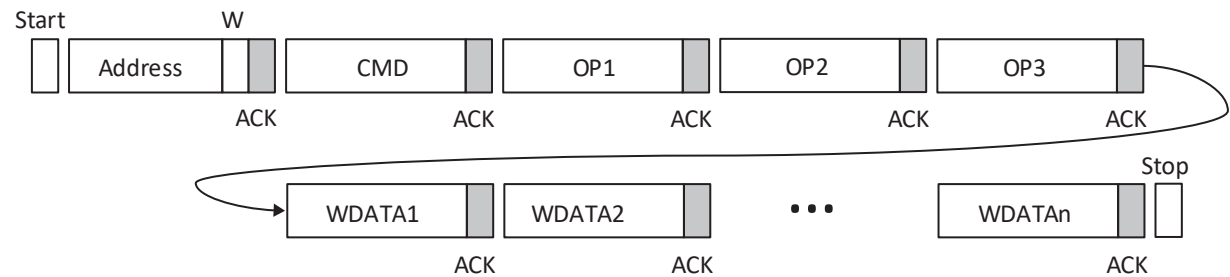 Start W
Address CMD OP1 OP2 OP3
ACK ACK ACK ACK ACK
Stop
WDATA1 WDATA2 ••• WDATAn
ACK ACK ACK